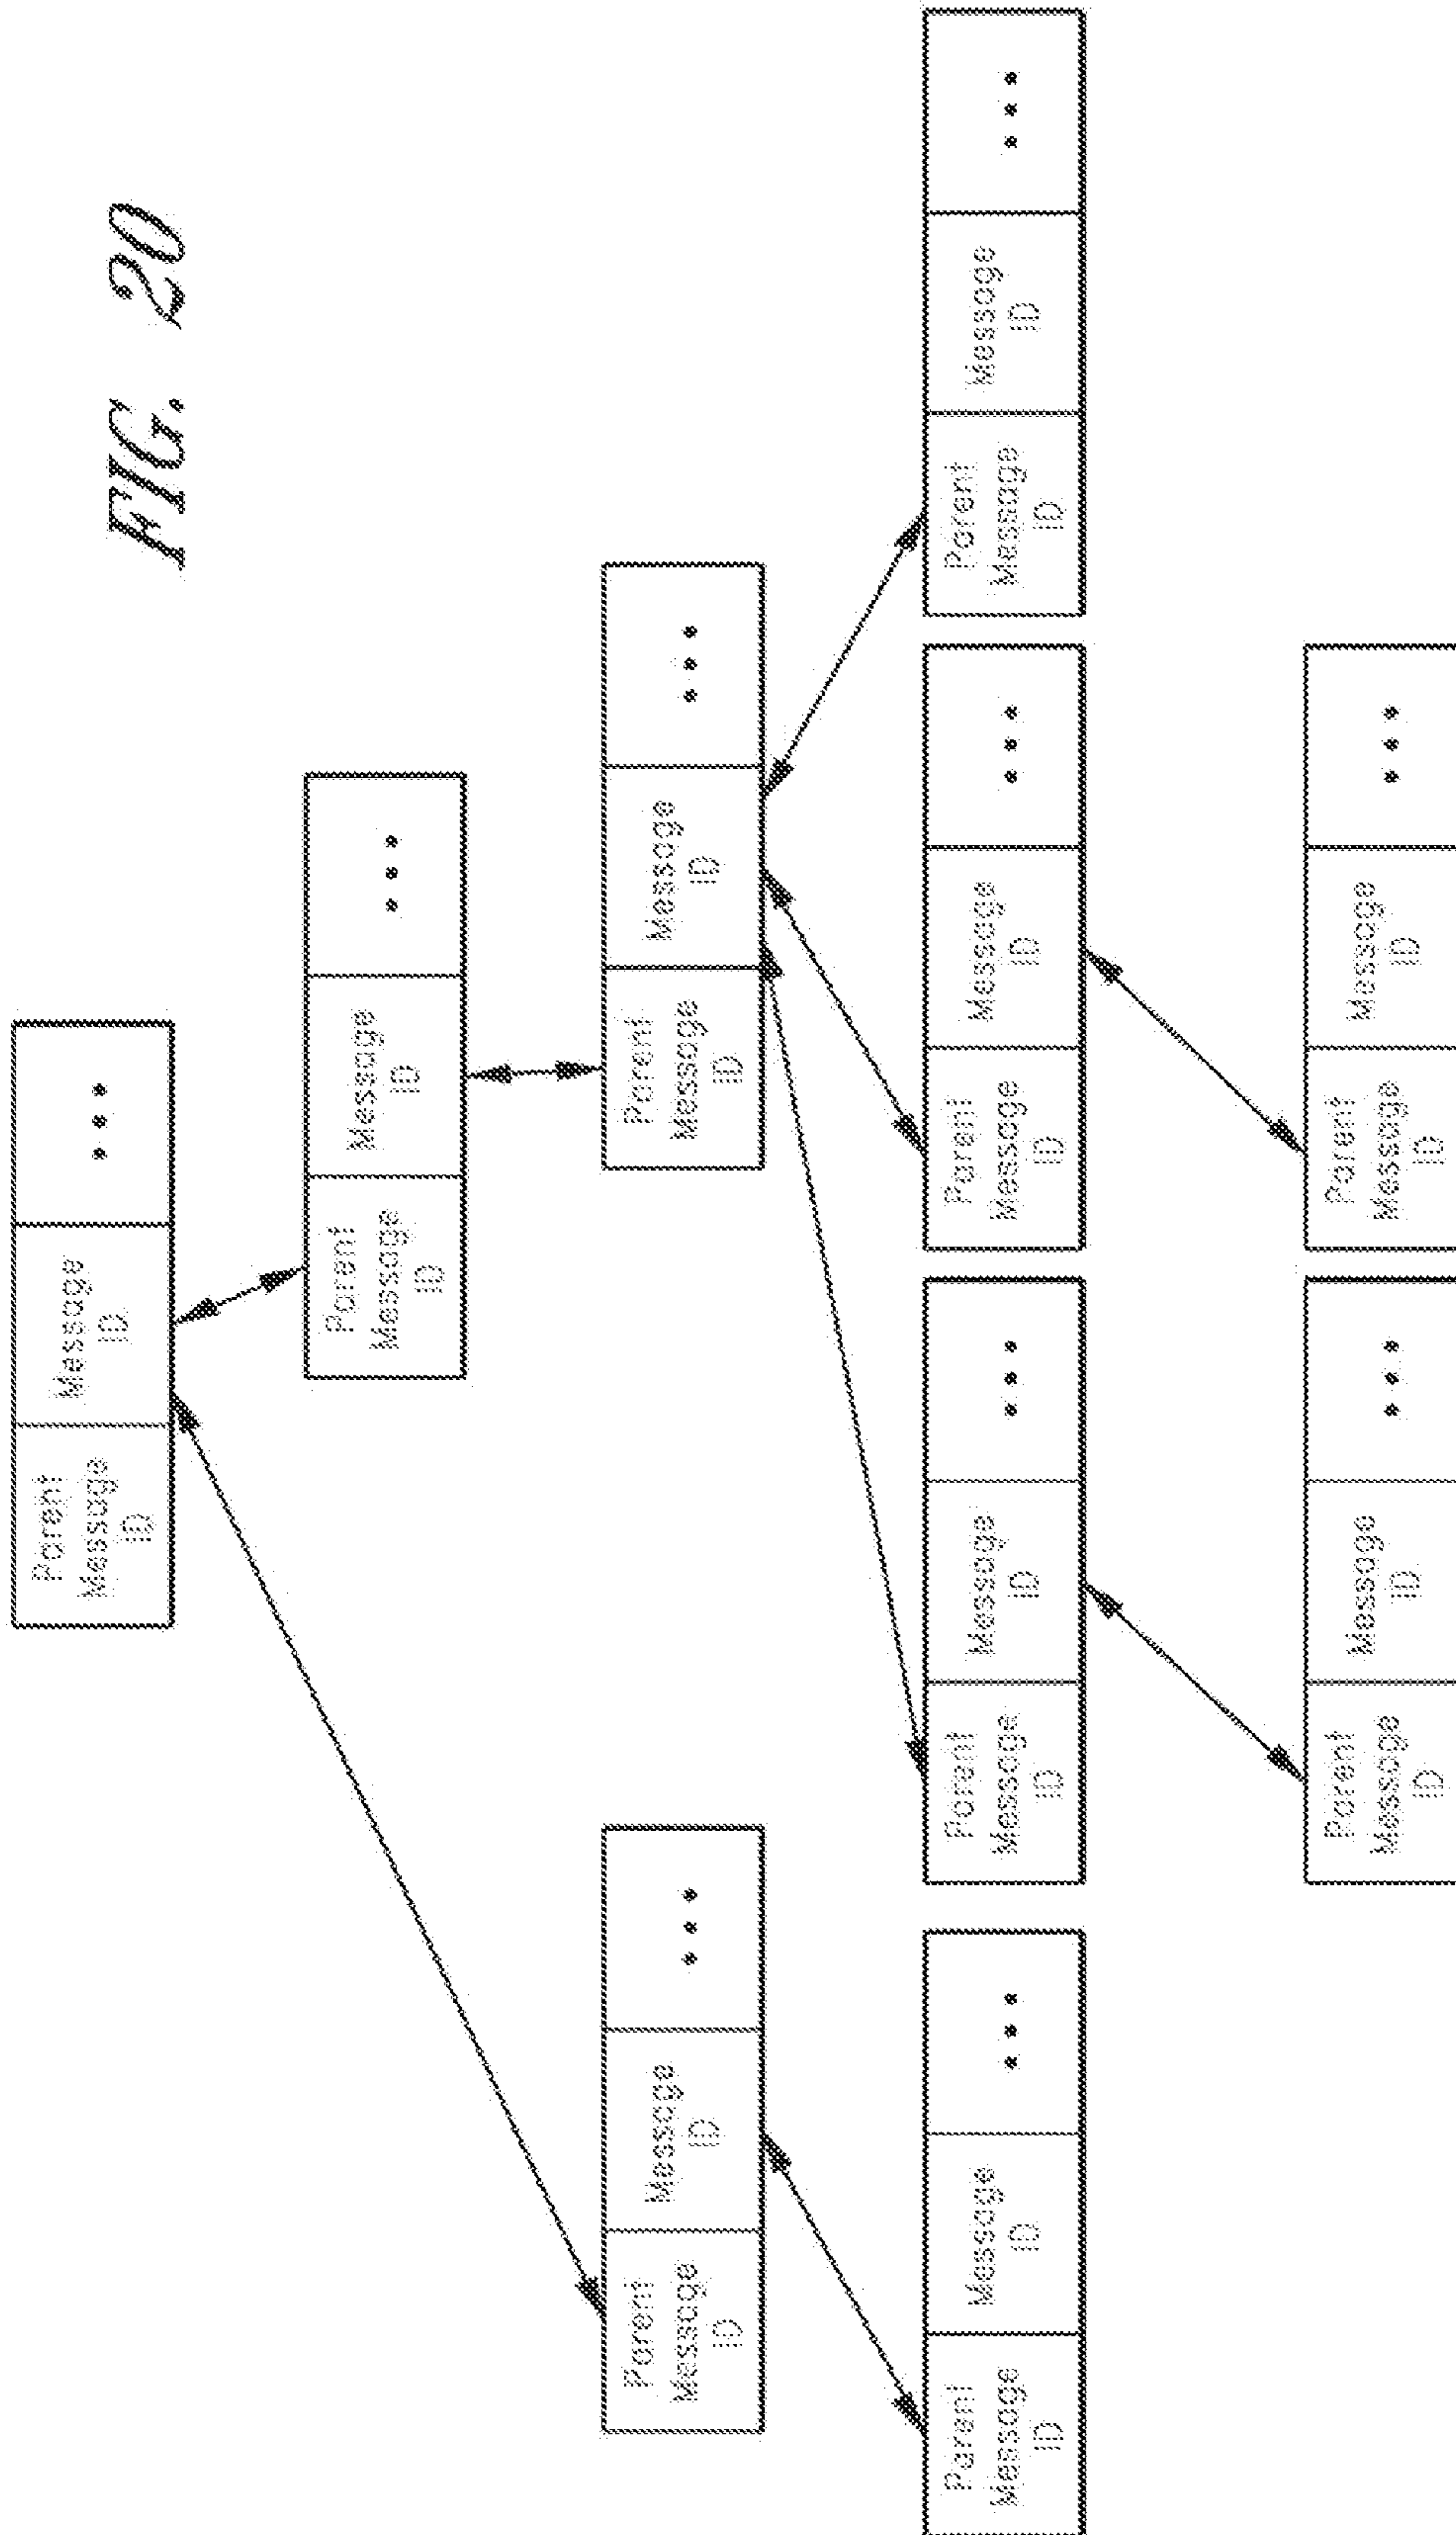 FIG. 20
Parent
Message
ID
Message
ID
•••
Parent
Message
ID
Message
ID
•••
Parent
Message
ID
Message
ID
•••
Parent
Message
ID
Message
ID
•••
Parent
Message
ID
Message
ID
•••
Parent
Message
ID
Message
ID
•••
Parent
Message
ID
Message
ID
•••
Parent
Message
ID
Message
ID
•••
Parent
Message
ID
Message
ID
•••
Parent
Message
ID
Message
ID
•••